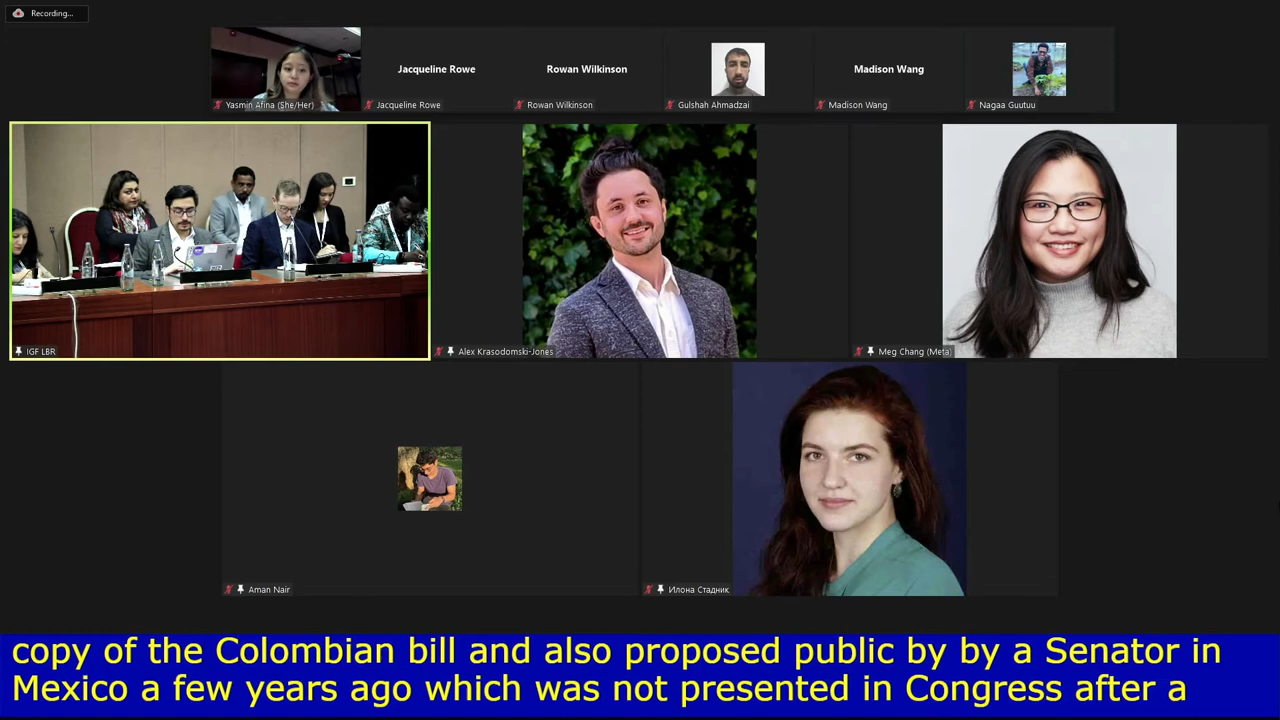 Recording...
Jacqueline Rowe
Rowan Wilkinson
Madison Wang
Yasmin Afina (She/Her)
Jacqueline Rowe
Rowan Wilkinson
Gulshah Ahmadzai
Madison Wang
Nagaa Guutuu
IGF LBR
Alex Krasodomski-Jones
Meg Chang (Meta)
Aman Nair
Илона Стадник
copy of the Colombian bill and also proposed public by by a Senator in
Mexico a few years ago which was not presented in Congress after a